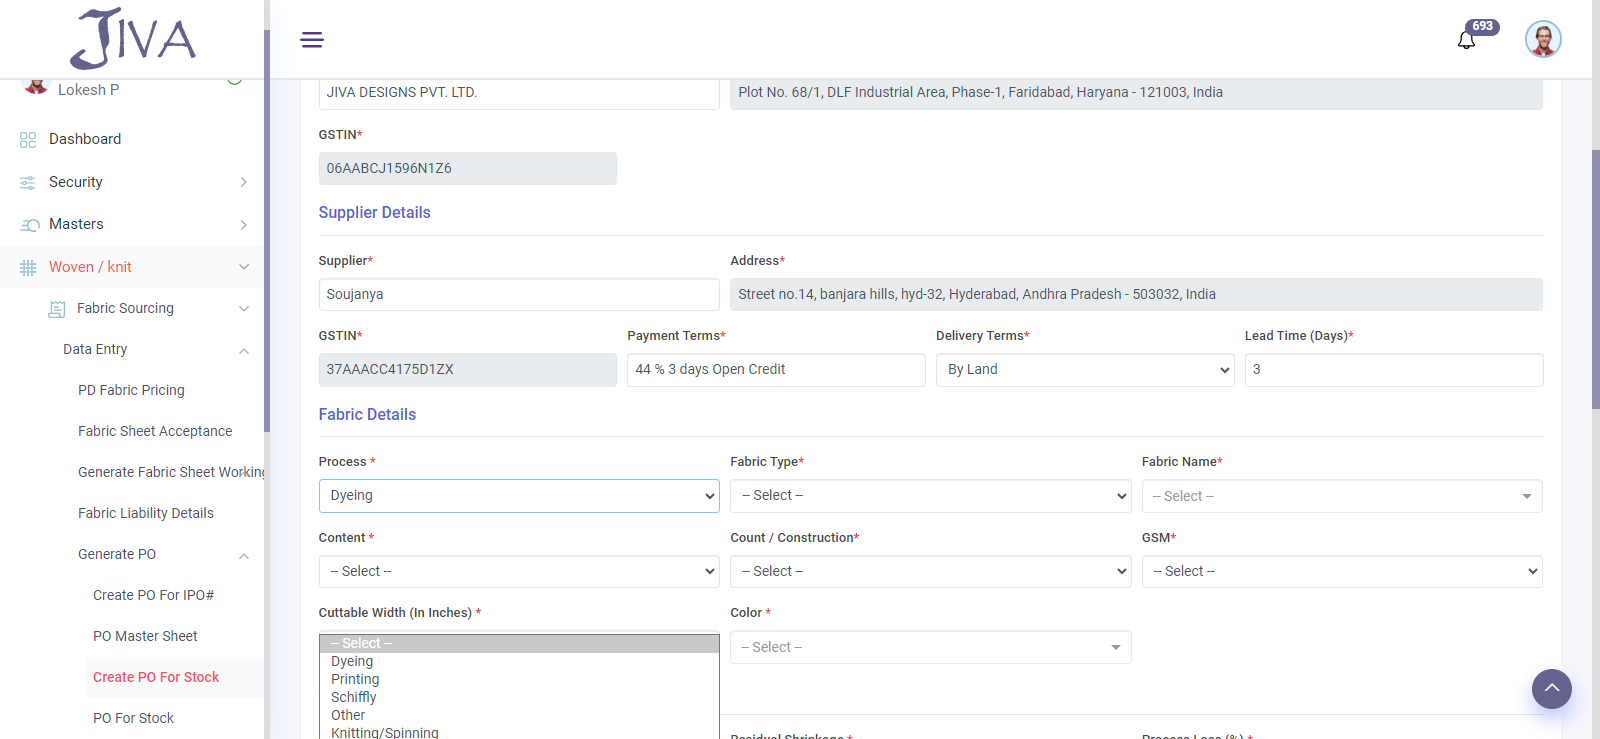 JIVA
693
Lokesh P
JIVA DESIGNS PVT. LTD.
Plot No. 68/1, DLF Industrial Area, Phase-1, Faridabad, Haryana - 121003, India
Dashboard
Security
Masters
Woven / knit
Fabric Sourcing
Data Entry
PD Fabric Pricing
Fabric Sheet Acceptance
Generate Fabric Sheet Working
Fabric Liability Details
Generate PO
Create PO For IPO#
PO Master Sheet
Create PO For Stock
PO For Stock
GSTIN*
06AABCJ1596N1Z6
Supplier Details
Supplier* Address*
Soujanya Street no.14, banjara hills, hyd-32, Hyderabad, Andhra Pradesh - 503032, India
GSTIN* Payment Terms* Delivery Terms* Lead Time (Days)*
37AAACC4175D1ZX 44 % 3 days Open Credit By Land 3
Fabric Details
Process * Fabric Type* Fabric Name*
Dyeing -- Select -- -- Select --
Content * Count / Construction* GSM*
-- Select -- -- Select -- -- Select --
Cuttable Width (In Inches) * Color *
-- Select --
-- Select --
Dyeing
Printing
Schiffly
Other
Knitting/Spinning
Residual Shrinkage * Process Loss (%) *